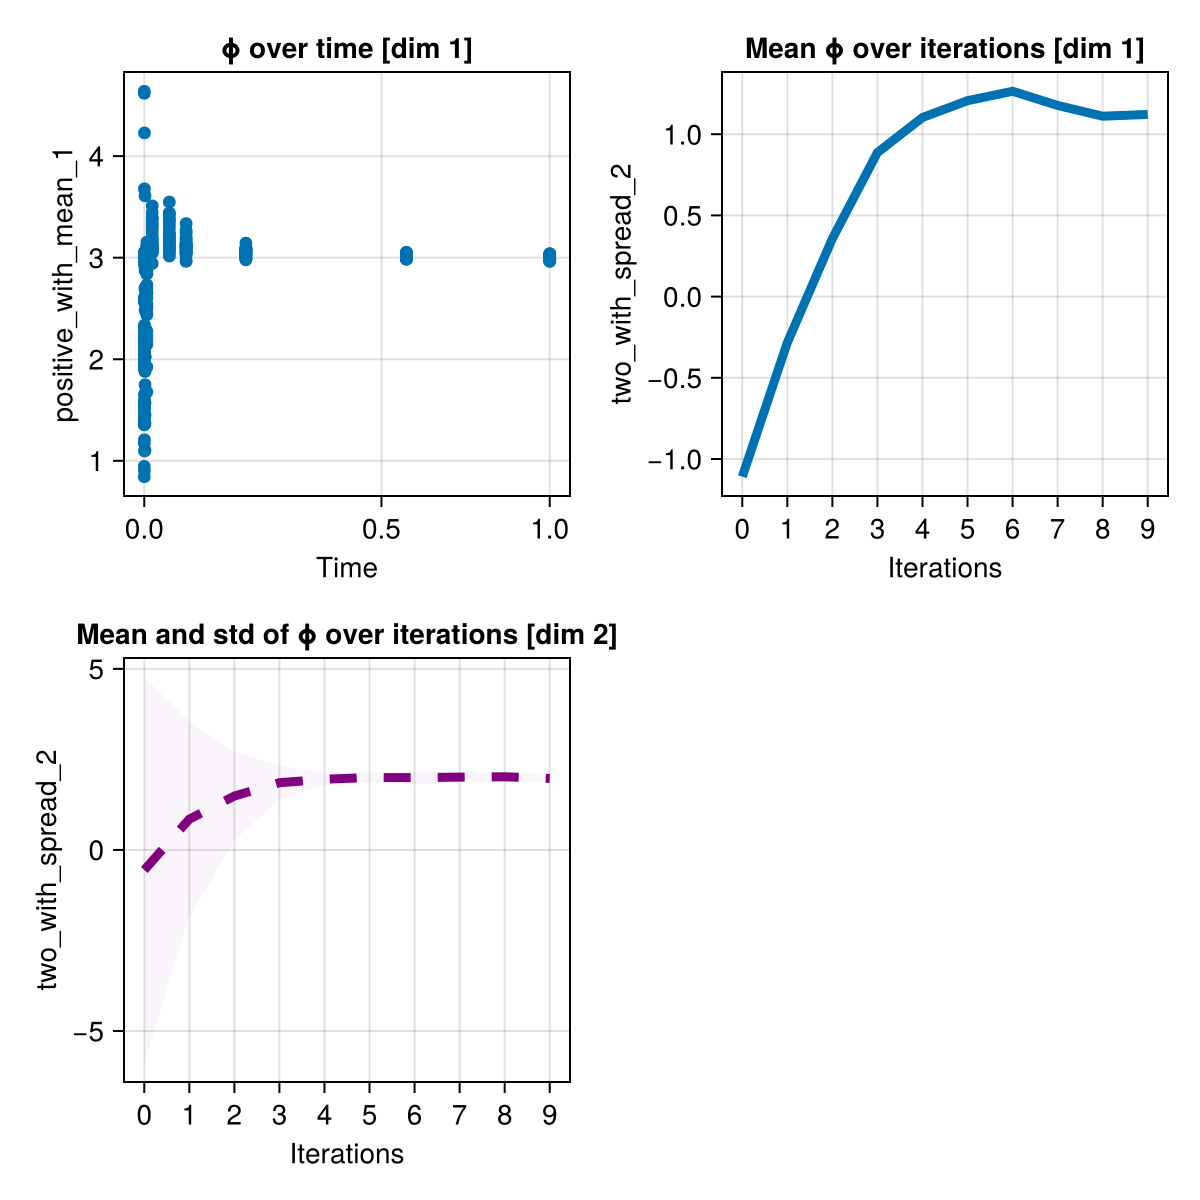 ϕ over time [dim 1]
positive_with_mean_1
4
3
2
1
0.0 0.5 1.0
Time
Mean ϕ over iterations [dim 1]
two_with_spread_2
1.0
0.5
0.0
−0.5
−1.0
0 1 2 3 4 5 6 7 8 9
Iterations
Mean and std of ϕ over iterations [dim 2]
two_with_spread_2
5
0
−5
0 1 2 3 4 5 6 7 8 9
Iterations